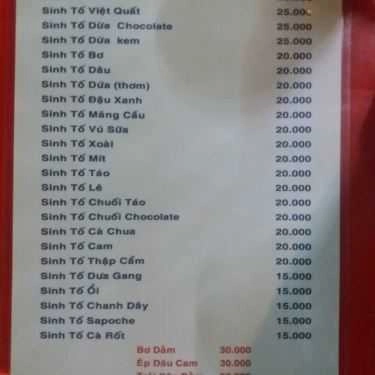 Sinh Tố Việt Quất 25.000
Sinh Tố Dừa Chocolate 25.000
Sinh Tố Dừa kem 25.000
Sinh Tố Bơ 20.000
Sinh Tố Dâu 20.000
Sinh Tố Dứa (thơm) 20.000
Sinh Tố Đậu Xanh 20.000
Sinh Tố Mãng Cầu 20.000
Sinh Tố Vú Sữa 20.000
Sinh Tố Xoài 20.000
Sinh Tố Mít 20.000
Sinh Tố Táo 20.000
Sinh Tố Lê 20.000
Sinh Tố Chuối Táo 20.000
Sinh Tố Chuối Chocolate 20.000
Sinh Tố Cà Chua 20.000
Sinh Tố Cam 20.000
Sinh Tố Thập Cẩm 20.000
Sinh Tố Dưa Gang 15.000
Sinh Tố Ổi 15.000
Sinh Tố Chanh Dây 15.000
Sinh Tố Sapoche 15.000
Sinh Tố Cà Rốt 15.000
Bơ Dầm 30.000
Ép Dâu Cam 30.000